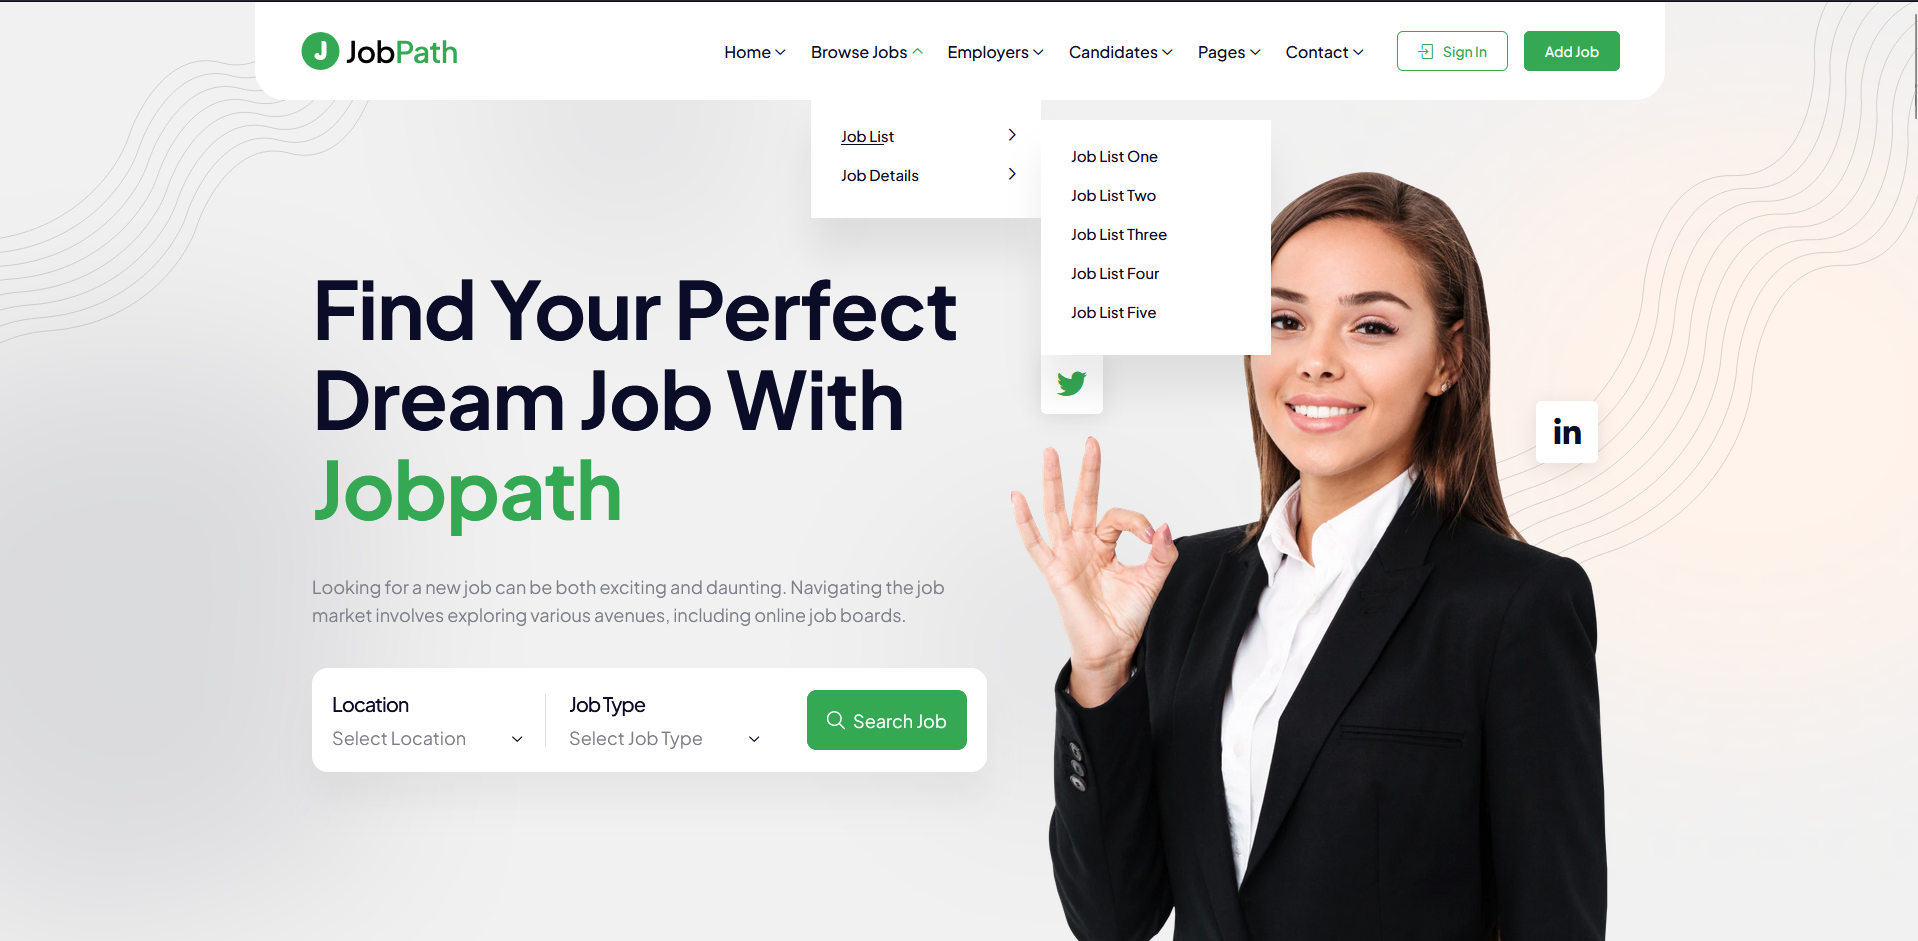 J JobPath
Home Browse Jobs Employers Candidates Pages Contact Sign In Add Job
Job List
Job Details
Job List One
Job List Two
Job List Three
Job List Four
Job List Five
Find Your Perfect
Dream Job With
Jobpath
in
Looking for a new job can be both exciting and daunting. Navigating the job
market involves exploring various avenues, including online job boards.
Location
Select Location
Job Type
Select Job Type
Search Job